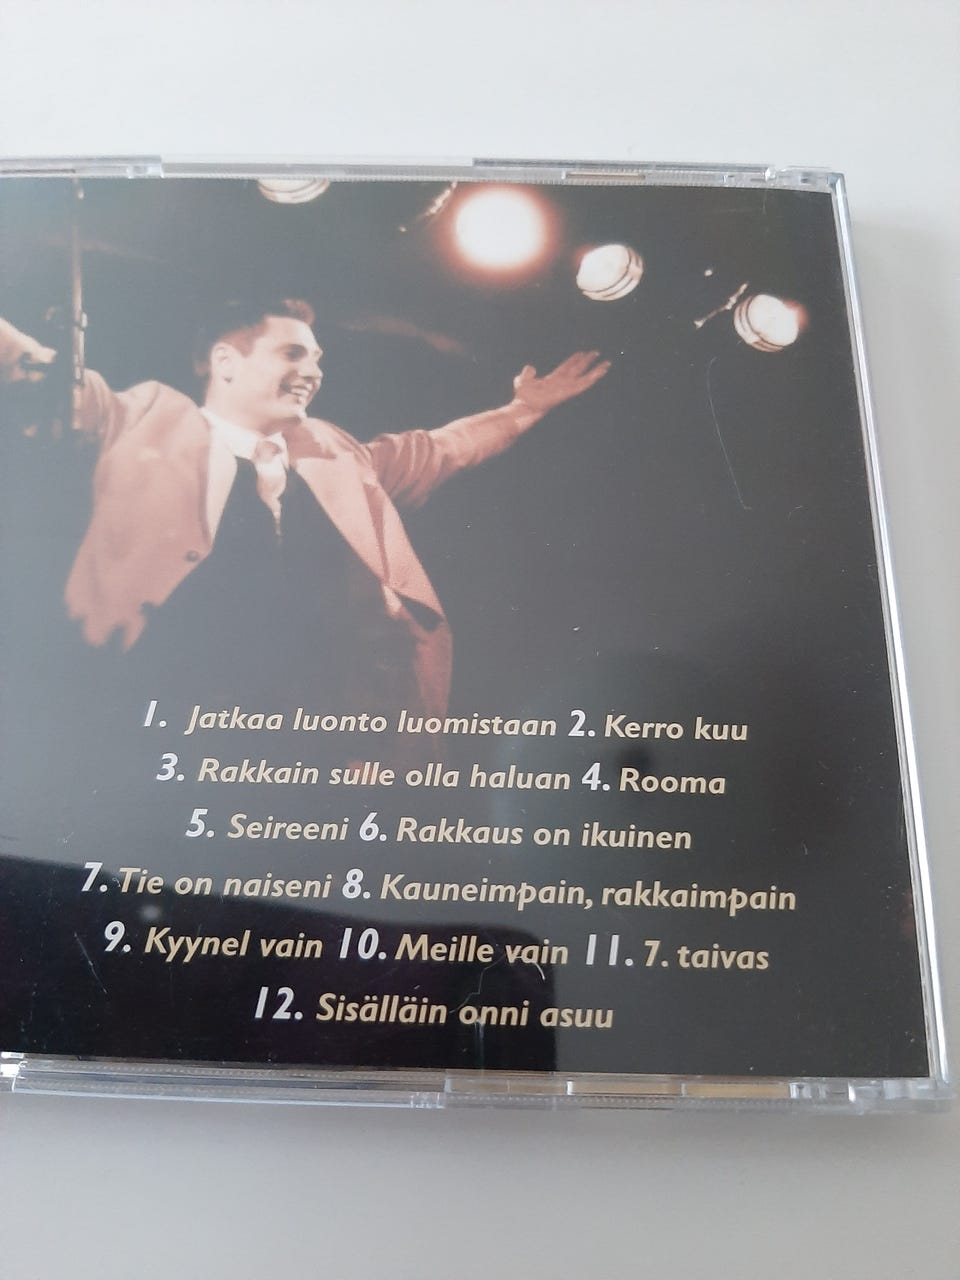 1. Jatkaa luonto luomistaan 2. Kerro kuu
3. Rakkain sulle olla haluan 4. Rooma
5. Seireeni 6. Rakkaus on ikuinen
7. Tie on naiseni 8. Kauneimpain, rakkaimpain
9. Kyynel vain 10. Meille vain 11. 7. taivas
12. Sisälläin onni asuu